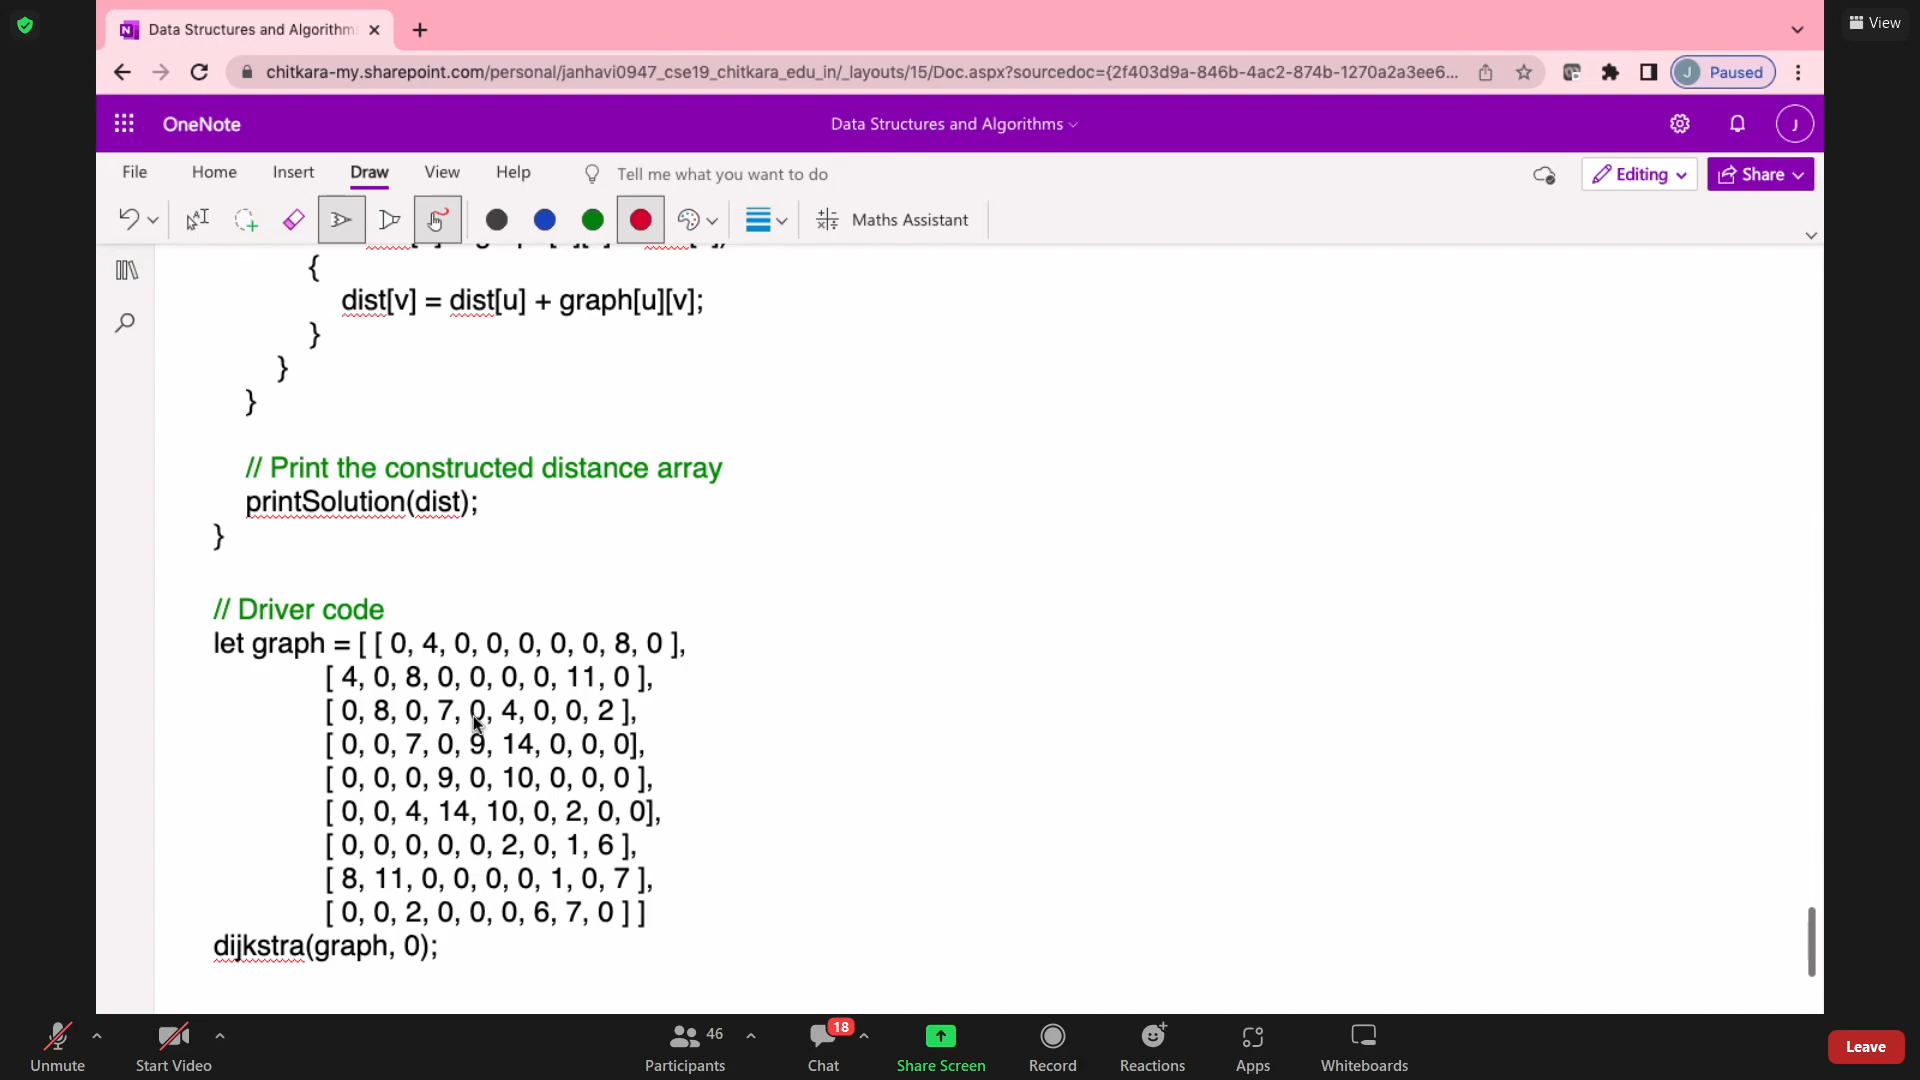 View
Data Structures and Algorithm
chitkara-my.sharepoint.com/personal/janhavi0947_cse19_chitkara_edu_in/_layouts/15/Doc.aspx?sourcedoc={2f403d9a-846b-4ac2-874b-1270a2a3ee6...
J Paused
OneNote
Data Structures and Algorithms
J
File Home Insert Draw View Help Tell me what you want to do
Editing Share
Maths Assistant
{
dist[v] = dist[u] + graph[u][v];
}
}
}
// Print the constructed distance array
printSolution(dist);
}
// Driver code
let graph = [ [ 0, 4, 0, 0, 0, 0, 0, 8, 0 ],
[ 4, 0, 8, 0, 0, 0, 0, 11, 0 ],
[ 0, 8, 0, 7, 0, 4, 0, 0, 2 ],
[ 0, 0, 7, 0, 9, 14, 0, 0, 0],
[ 0, 0, 0, 9, 0, 10, 0, 0, 0 ],
[ 0, 0, 4, 14, 10, 0, 2, 0, 0],
[ 0, 0, 0, 0, 0, 2, 0, 1, 6 ],
[ 8, 11, 0, 0, 0, 0, 1, 0, 7 ],
[ 0, 0, 2, 0, 0, 0, 6, 7, 0 ] ]
dijkstra(graph, 0);
46 18
Unmute Start Video Participants Chat Share Screen Record Reactions Apps Whiteboards Leave